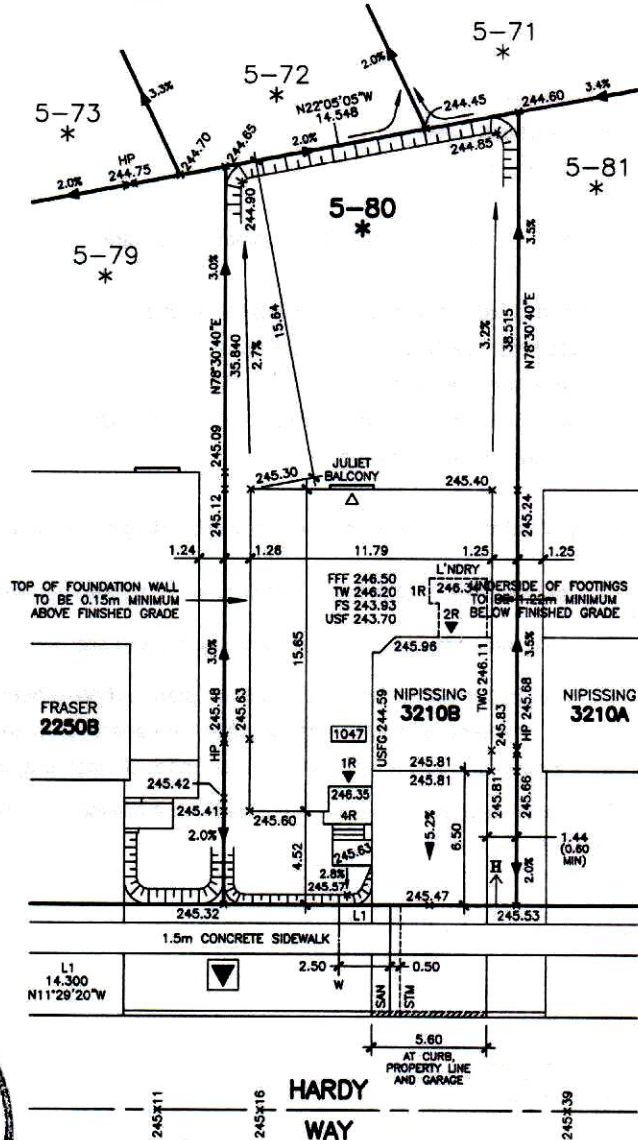 5-71
5-72
5-73
3.3%
2.0%
N22°05'05"W
14.548
244.45
244.60
3.4%
244.65
244.70
2.0%
244.85
HP
244.75
2.0%
5-81
244.90
5-80
5-79
3.0%
N78°30'40"E
35.840
2.7%
15.64
3.2%
38.515
3.5%
N78°30'40"E
245.09
245.30
JULIET
BALCONY
245.40
245.12
245.24
1.24
1.26
11.79
1.25
1.25
TOP OF FOUNDATION WALL
TO BE 0.15m MINIMUM
ABOVE FINISHED GRADE
FFF 246.50
TW 246.20
FS 243.93
USF 243.70
L'NDRY
1R
2R
UNDERSIDE OF FOOTINGS
TO BE 1.22m MINIMUM
BELOW FINISHED GRADE
15.65
245.96
3.0%
245.48
245.63
HP
USFG 244.59
TWG 246.11
3.5%
245.83
HP 245.68
FRASER
2250B
NIPISSING
3210B
NIPISSING
3210A
1047
1R
245.81
245.81
245.81
245.66
246.35
4R
245.42
245.41
245.60
2.0%
4.52
245.63
2.8%
245.57
5.2%
6.50
1.44
(0.60
MIN)
H
2.0%
245.32
L1
245.47
245.53
1.5m CONCRETE SIDEWALK
L1
14.300
N11°29'20"W
2.50
0.50
W
SAN
STM
5.60
AT CURB,
PROPERTY LINE
AND GARAGE
HARDY
WAY
245x11
245x16
245x39